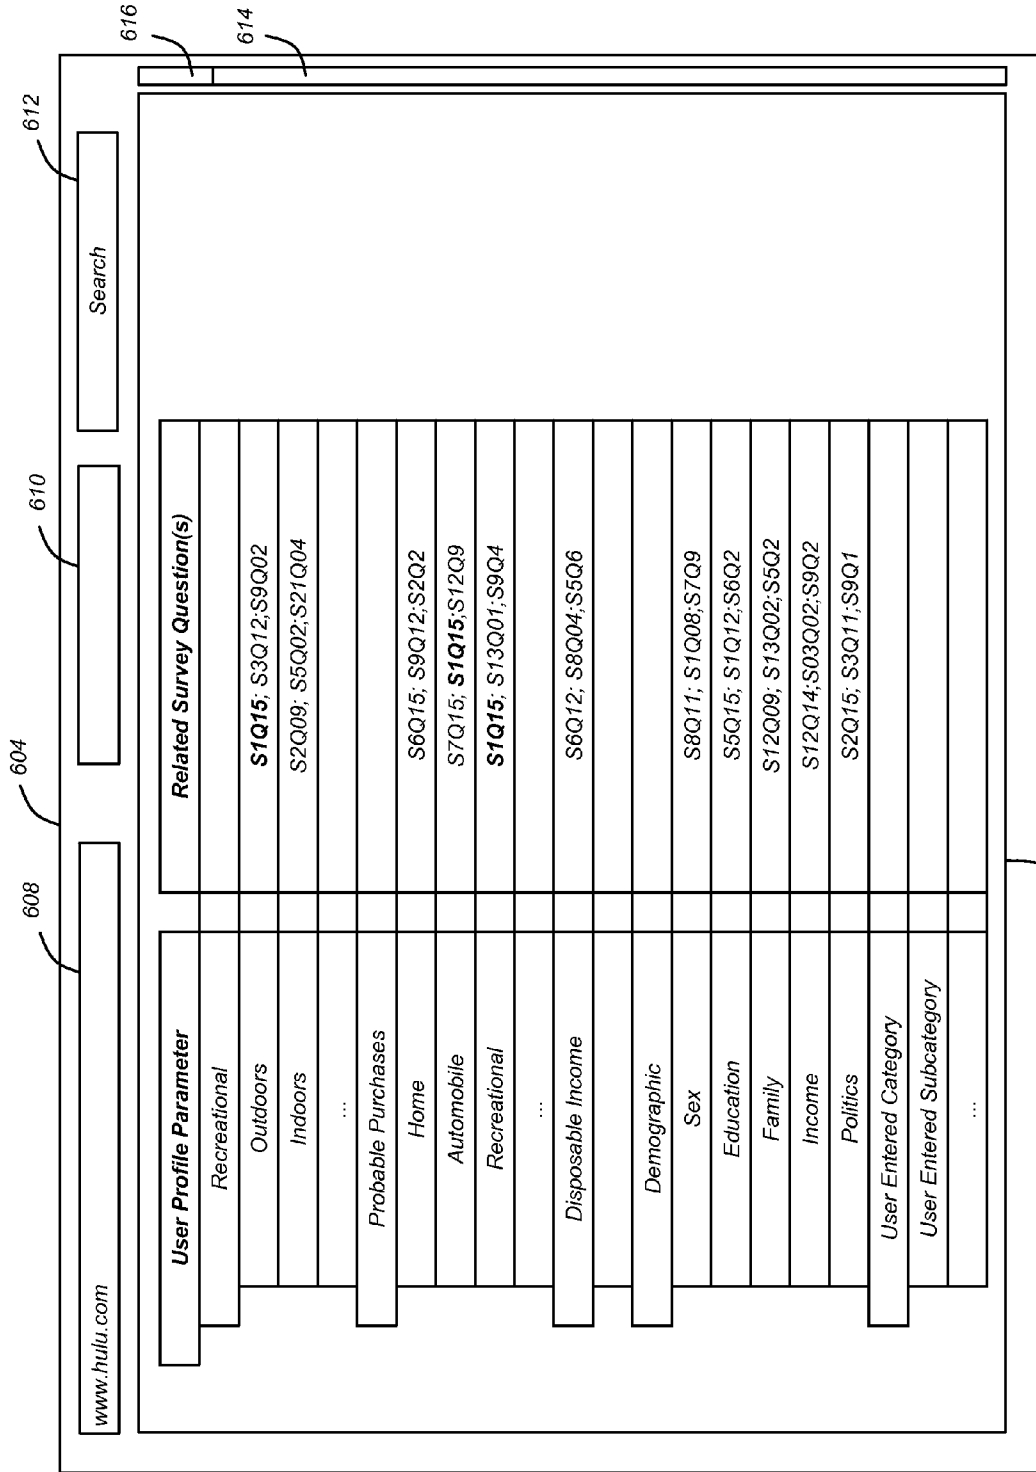 604
608
610
612
www.hulu.com
Search
616
614
User Profile Parameter Related Survey Question(s)
Recreational
Outdoors S1Q15; S3Q12;S9Q02
Indoors S2Q09; S5Q02;S21Q04
...
Probable Purchases
Home S6Q15; S9Q12;S2Q2
Automobile S7Q15; S1Q15;S12Q9
Recreational S1Q15; S13Q01;S9Q4
...
Disposable Income S6Q12; S8Q04;S5Q6
Demographic
Sex S8Q11; S1Q08;S7Q9
Education S5Q15; S1Q12;S6Q2
Family S12Q09; S13Q02;S5Q2
Income S12Q14;S03Q02;S9Q2
Politics S2Q15; S3Q11;S9Q1
User Entered Category
User Entered Subcategory
...